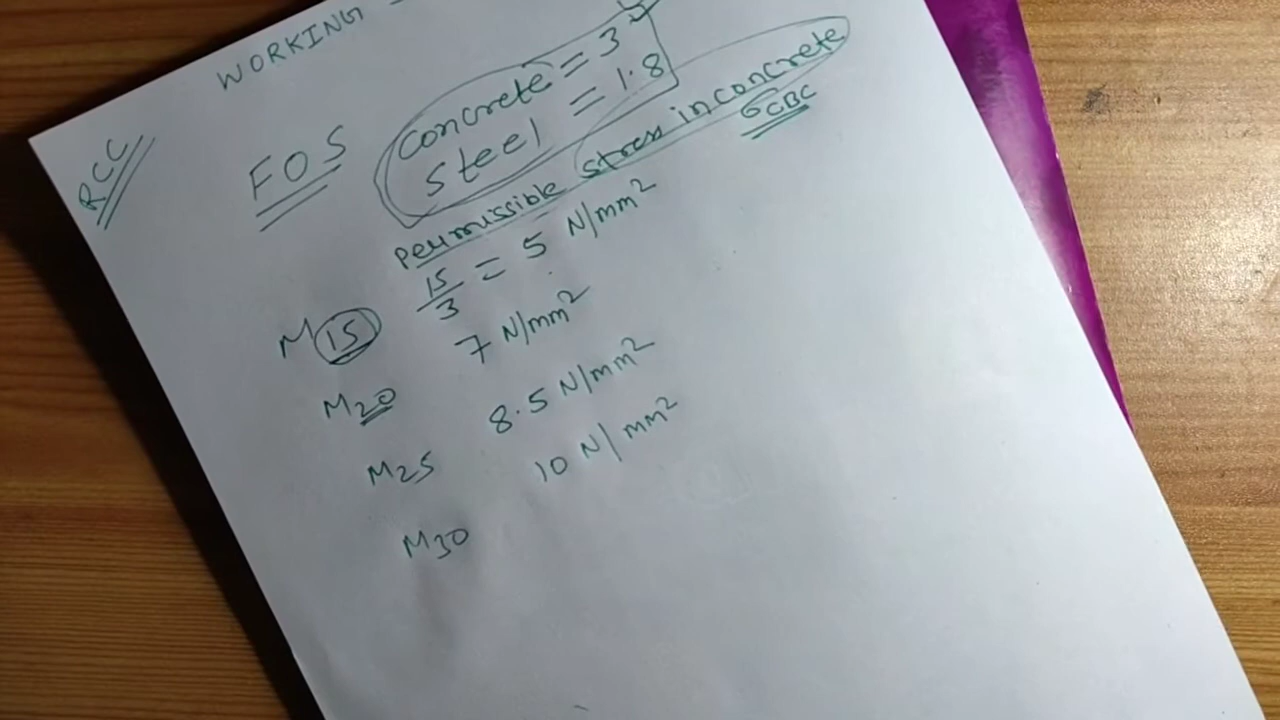 WORKING -
RCC
FOS
concrete = 3
steel = 1.8
Permissible stress in concrete
σCBC
M15 15/3 = 5 N/mm²
M20 7 N/mm²
M25 8.5 N/mm²
M30 10 N/mm²